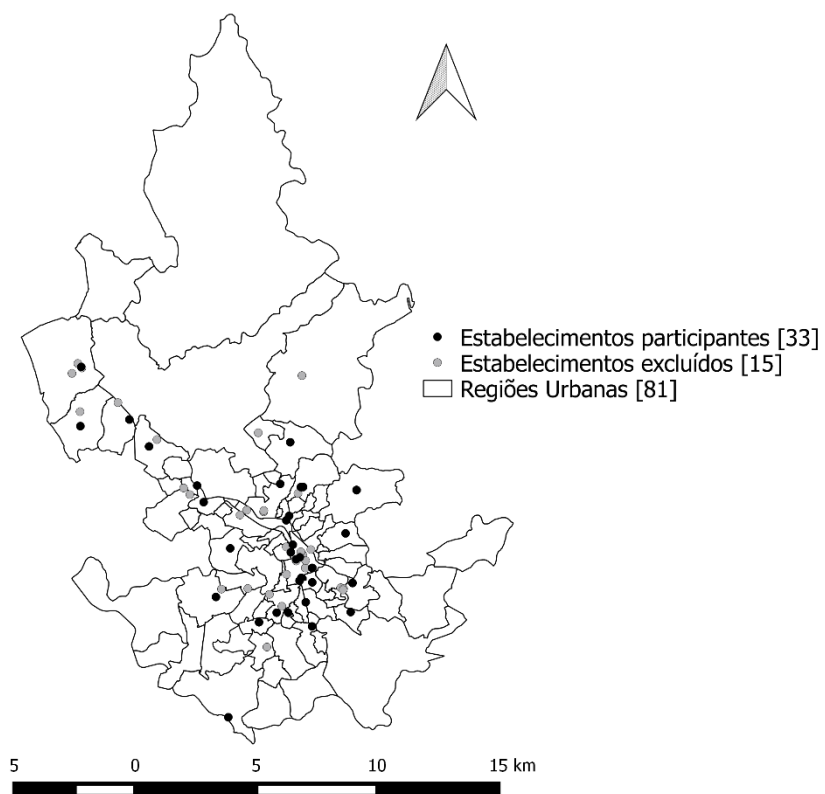 Estabelecimentos participantes [33]
Estabelecimentos excluídos [15]
Regiões Urbanas [81]
5 0 5 10 15 km